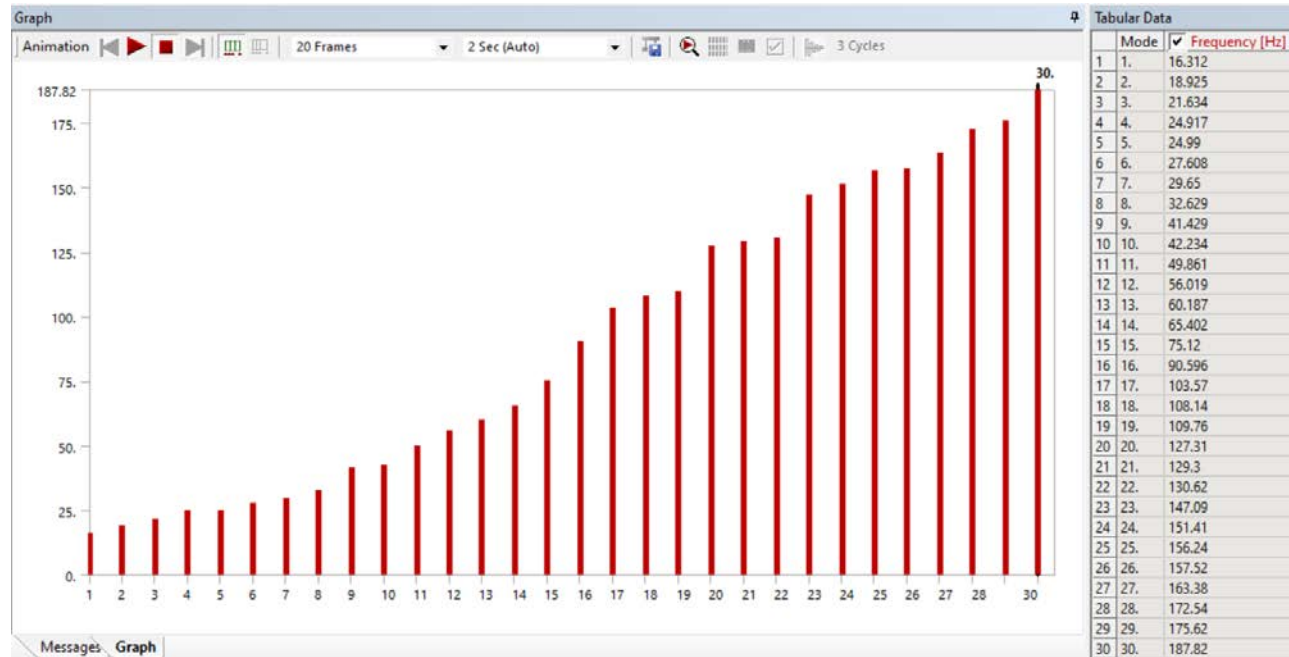 Graph
Animation 20 Frames 2 Sec (Auto) 3 Cycles
30.
187.82
175.
150.
125.
100.
75.
50.
25.
0.
1 2 3 4 5 6 7 8 9 10 11 12 13 14 15 16 17 18 19 20 21 22 23 24 25 26 27 28 30
Messages Graph
Tabular Data
Mode Frequency [Hz]
1 1. 16.312
2 2. 18.925
3 3. 21.634
4 4. 24.917
5 5. 24.99
6 6. 27.608
7 7. 29.65
8 8. 32.629
9 9. 41.429
10 10. 42.234
11 11. 49.861
12 12. 56.019
13 13. 60.187
14 14. 65.402
15 15. 75.12
16 16. 90.596
17 17. 103.57
18 18. 108.14
19 19. 109.76
20 20. 127.31
21 21. 129.3
22 22. 130.62
23 23. 147.09
24 24. 151.41
25 25. 156.24
26 26. 157.52
27 27. 163.38
28 28. 172.54
29 29. 175.62
30 30. 187.82